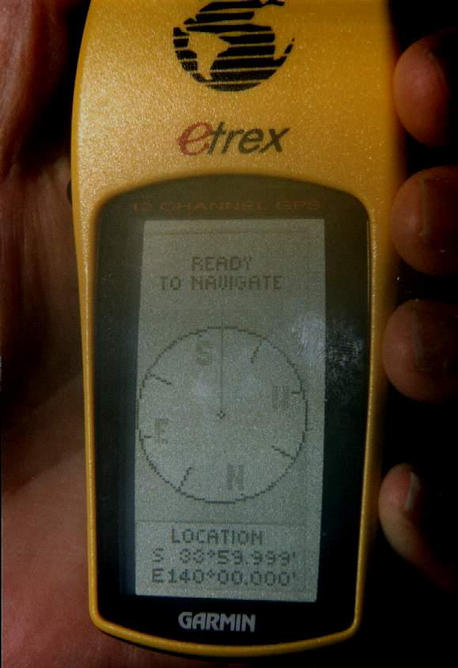 etrex
12 CHANNEL GPS
READY
TO NAVIGATE
S
W
E
N
LOCATION
S 33°59.999'
E140°00.000'
GARMIN